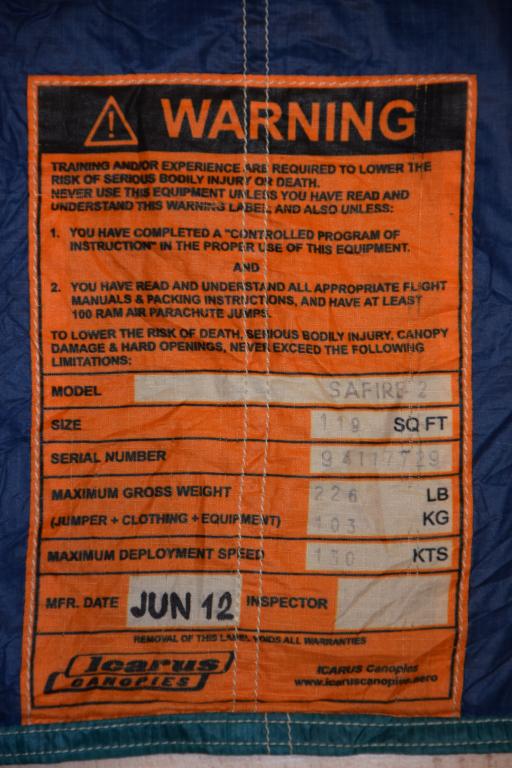 WARNING
TRAINING AND/OR EXPERIENCE ARE REQUIRED TO LOWER THE
RISK OF SERIOUS BODILY INJURY OR DEATH.
NEVER USE THIS EQUIPMENT UNLESS YOU HAVE READ AND
UNDERSTAND THIS WARNING LABEL, AND ALSO UNLESS:
1. YOU HAVE COMPLETED A "CONTROLLED PROGRAM OF
INSTRUCTION" IN THE PROPER USE OF THIS EQUIPMENT.
AND
2. YOU HAVE READ AND UNDERSTAND ALL APPROPRIATE FLIGHT
MANUALS & PACKING INSTRUCTIONS, AND HAVE AT LEAST
100 RAM AIR PARACHUTE JUMPS.
TO LOWER THE RISK OF DEATH, SERIOUS BODILY INJURY, CANOPY
DAMAGE & HARD OPENINGS, NEVER EXCEED THE FOLLOWING
LIMITATIONS:
MODEL SAFIRE 2
SIZE 119 SQ FT
SERIAL NUMBER 94117729
MAXIMUM GROSS WEIGHT 226 LB
(JUMPER + CLOTHING + EQUIPMENT) 103 KG
MAXIMUM DEPLOYMENT SPEED 130 KTS
MFR. DATE JUN 12 INSPECTOR
REMOVAL OF THIS LABEL VOIDS ALL WARRANTIES
Icarus
CANOPIES
ICARUS Canopies
www.icaruscanopies.aero